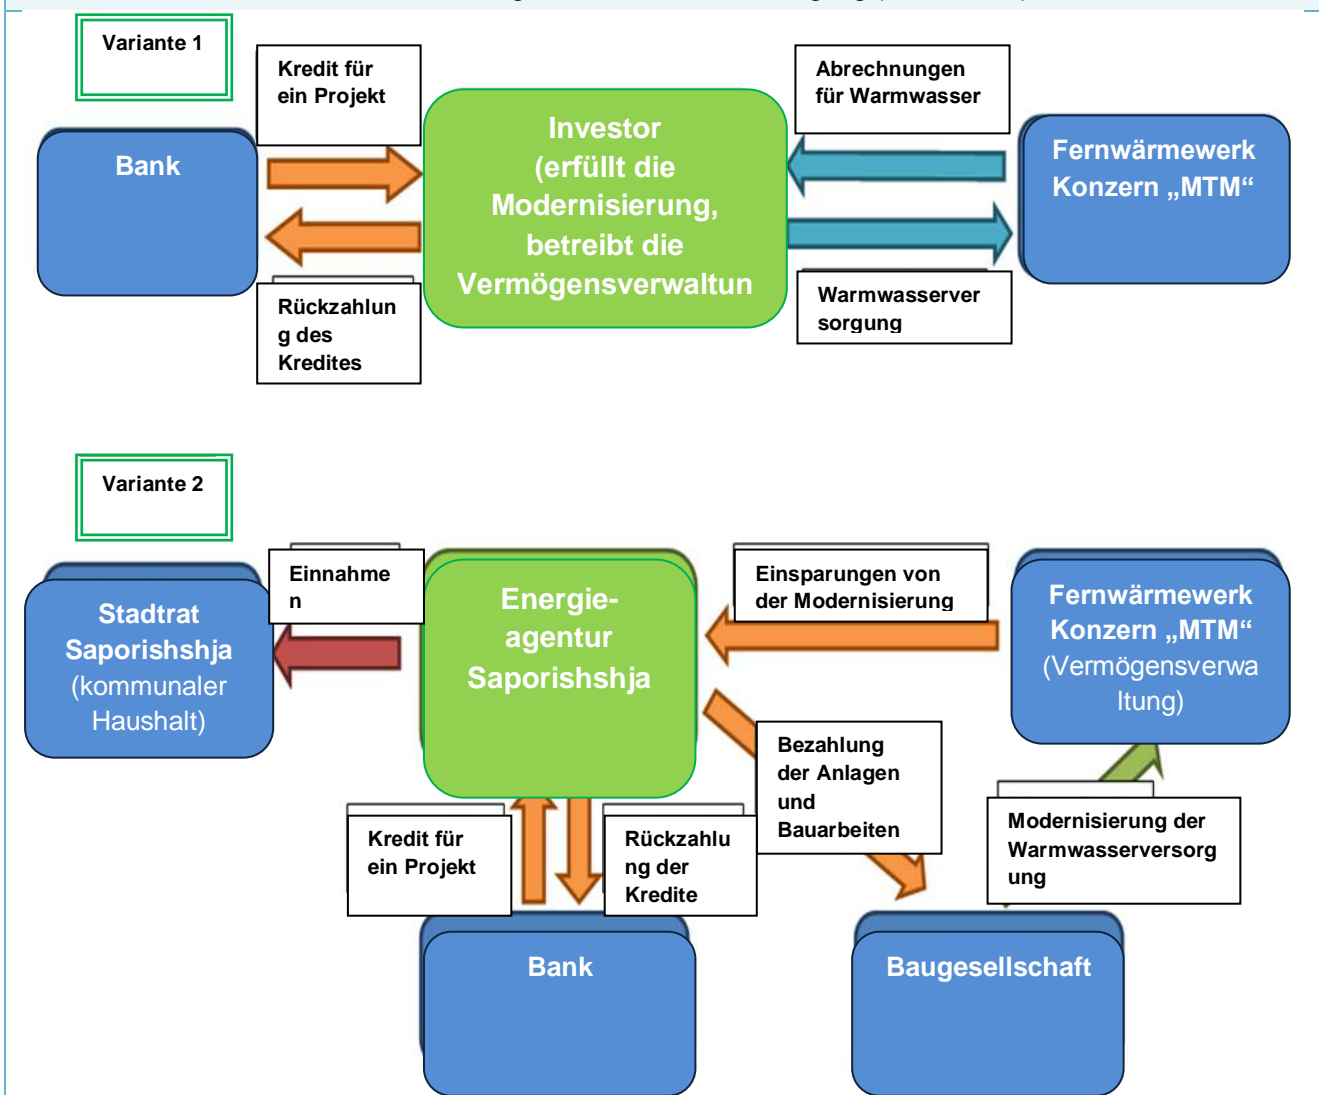 Variante 1
Kredit für
ein Projekt
Abrechnungen
für Warmwasser
Bank
Investor
(erfüllt die
Modernisierung,
betreibt die
Vermögensverwaltun
Fernwärmewerk
Konzern „MTM“
Rückzahlun
g des
Kredites
Warmwasserver
sorgung
Variante 2
Einnahme
n
Einsparungen von
der Modernisierung
Stadtrat
Saporishshja
(kommunaler
Haushalt)
Energie-
agentur
Saporishshja
Fernwärmewerk
Konzern „MTM“
(Vermögensverwa
ltung)
Bezahlung
der Anlagen
und
Bauarbeiten
Kredit für
ein Projekt
Rückzahlu
ng der
Kredite
Modernisierung der
Warmwasserversorg
ung
Bank
Baugesellschaft